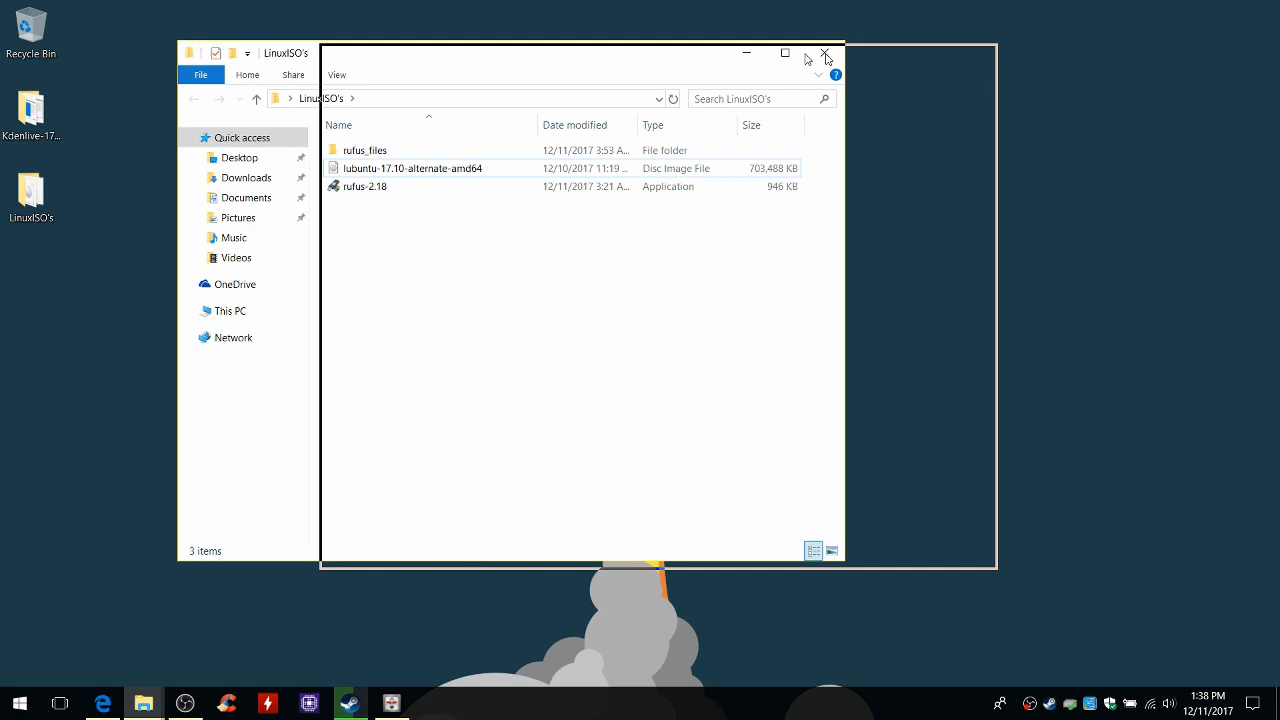 Recycle Bin
Kdenlive-17...
LinuxISO's
LinuxISO's
File Home Share View
LinuxISO's
Search LinuxISO's
Name Date modified Type Size
Quick access
Desktop
Downloads
Documents
Pictures
Music
Videos
OneDrive
This PC
Network
rufus_files 12/11/2017 3:53 A... File folder
lubuntu-17.10-alternate-amd64 12/10/2017 11:19 ... Disc Image File 703,488 KB
rufus-2.18 12/11/2017 3:21 A... Application 946 KB
3 items
1:38 PM
12/11/2017